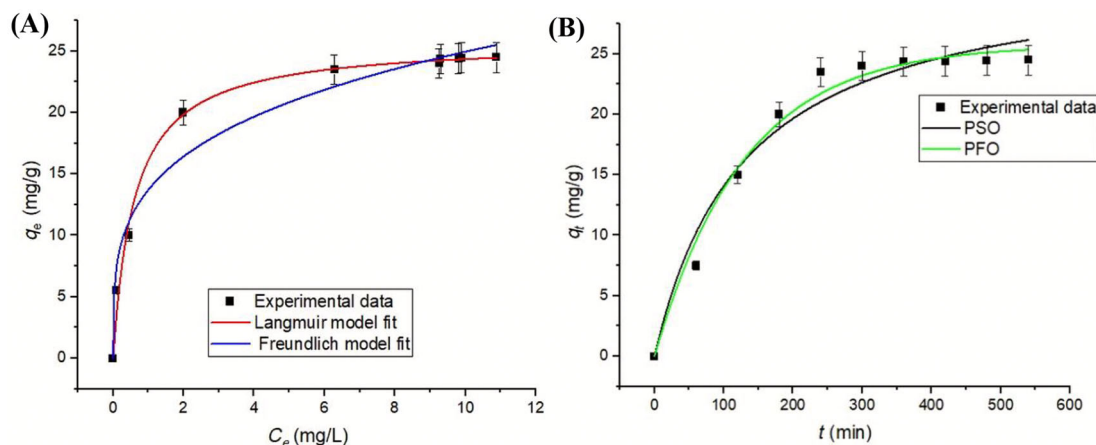 (A)
25
20
15
10
5
0
qe (mg/g)
Experimental data
Langmuir model fit
Freundlich model fit
0 2 4 6 8 10 12
Ce (mg/L)
(B)
30
25
20
15
10
5
0
qt (mg/g)
Experimental data
PSO
PFO
0 100 200 300 400 500 600
t (min)